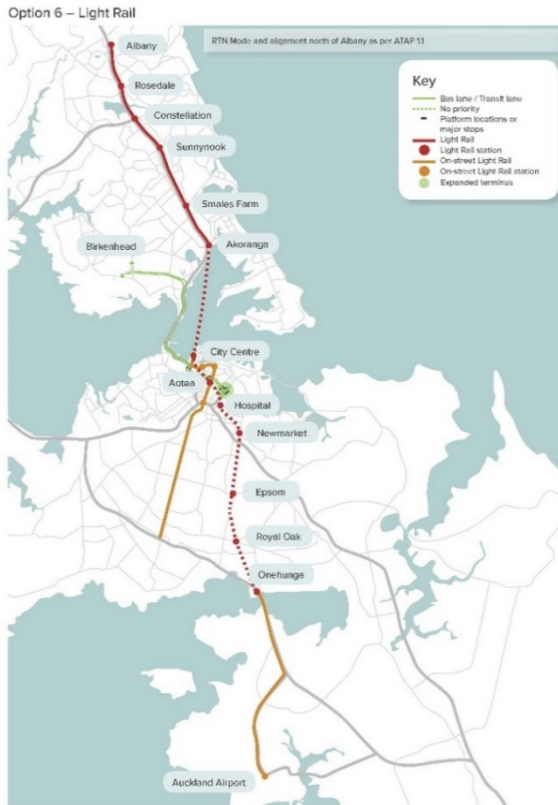 Option 6 – Light Rail
RTN Mode and alignment north of Albany as per ATAP 1.1
Key
Bus lane / Transit lane
No priority
Platform locations or
major stops
Light Rail
Light Rail station
On-street Light Rail
On-street Light Rail station
Expanded terminus
Albany
Rosedale
Constellation
Sunnynook
Smales Farm
Birkenhead
Akoranga
City Centre
Aotea
Hospital
Newmarket
Epsom
Royal Oak
Onehunga
Auckland Airport